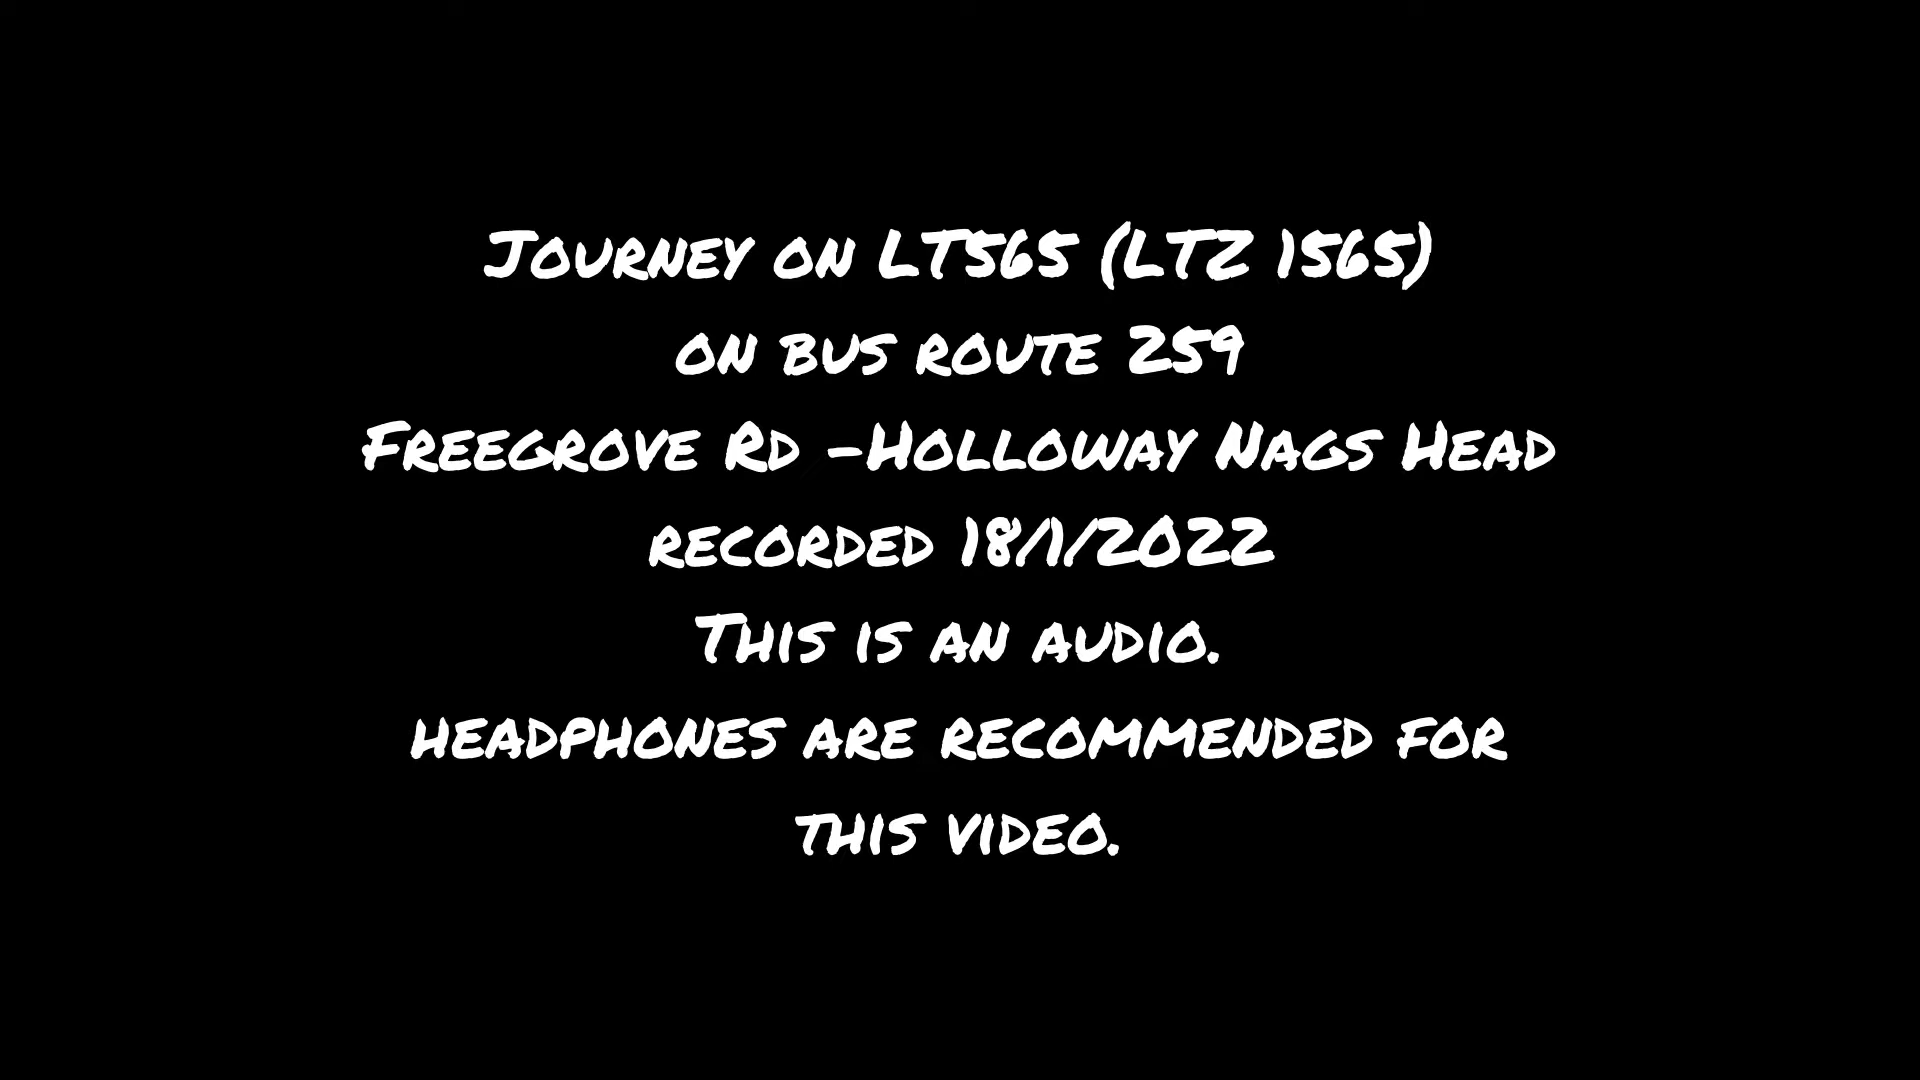 Journey on LT565 (LTZ 1565)
on bus route 259
Freegrove Rd -Holloway Nags Head
recorded 18/1/2022
This is an audio.
headphones are recommended for
this video.